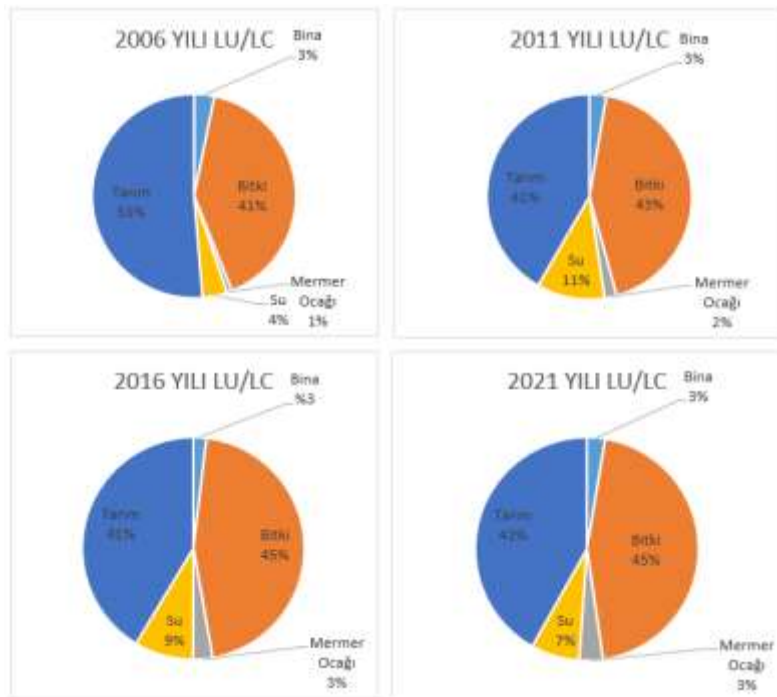 2006 YILI LU/LC
Bina
3%
Tarım
51%
Bitki
41%
Su
4%
Mermer
Ocağı
1%
2011 YILI LU/LC
Bina
3%
Tarım
41%
Bitki
43%
Su
11%
Mermer
Ocağı
2%
2016 YILI LU/LC
Bina
%3
Tarım
41%
Bitki
45%
Su
9%
Mermer
Ocağı
3%
2021 YILI LU/LC
Bina
3%
Tarım
42%
Bitki
45%
Su
7%
Mermer
Ocağı
3%